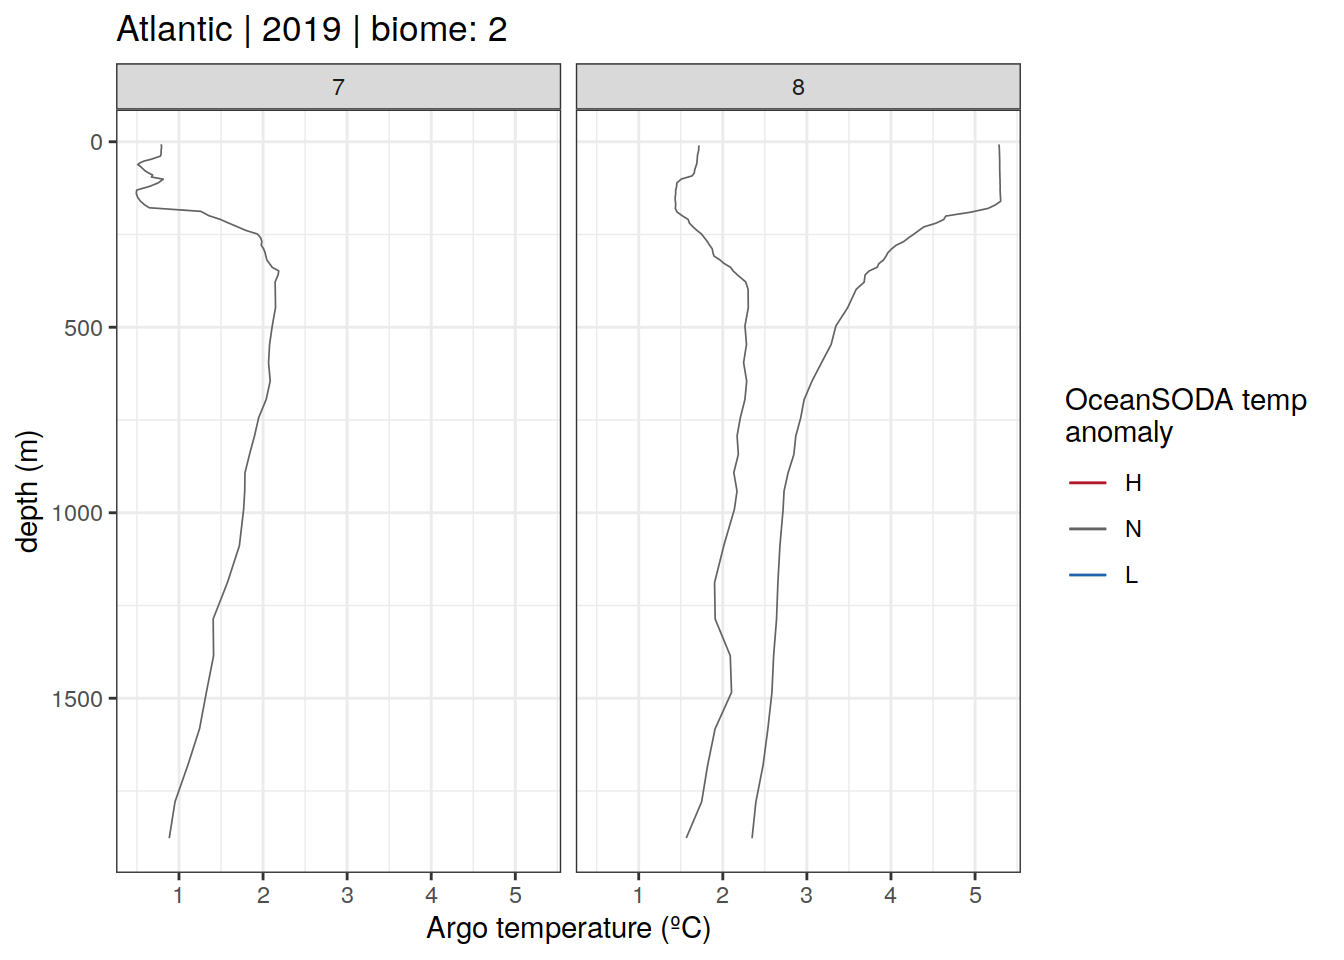 Atlantic | 2019 | biome: 2
7
8
0
500
1000
1500
depth (m)
1 2 3 4 5
1 2 3 4 5
Argo temperature (ºC)
OceanSODA temp
anomaly
H
N
L